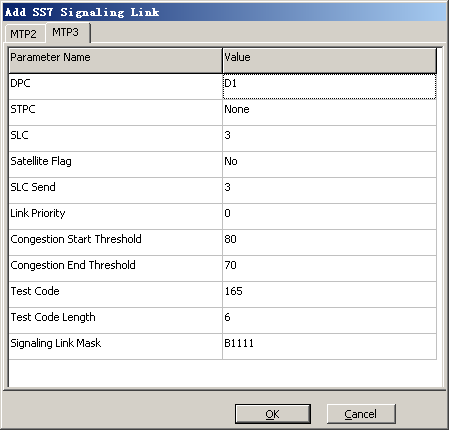 Add SS7 Signaling Link
MTP2 MTP3
Parameter Name Value
DPC D1
STPC None
SLC 3
Satellite Flag No
SLC Send 3
Link Priority 0
Congestion Start Threshold 80
Congestion End Threshold 70
Test Code 165
Test Code Length 6
Signaling Link Mask B1111
OK Cancel